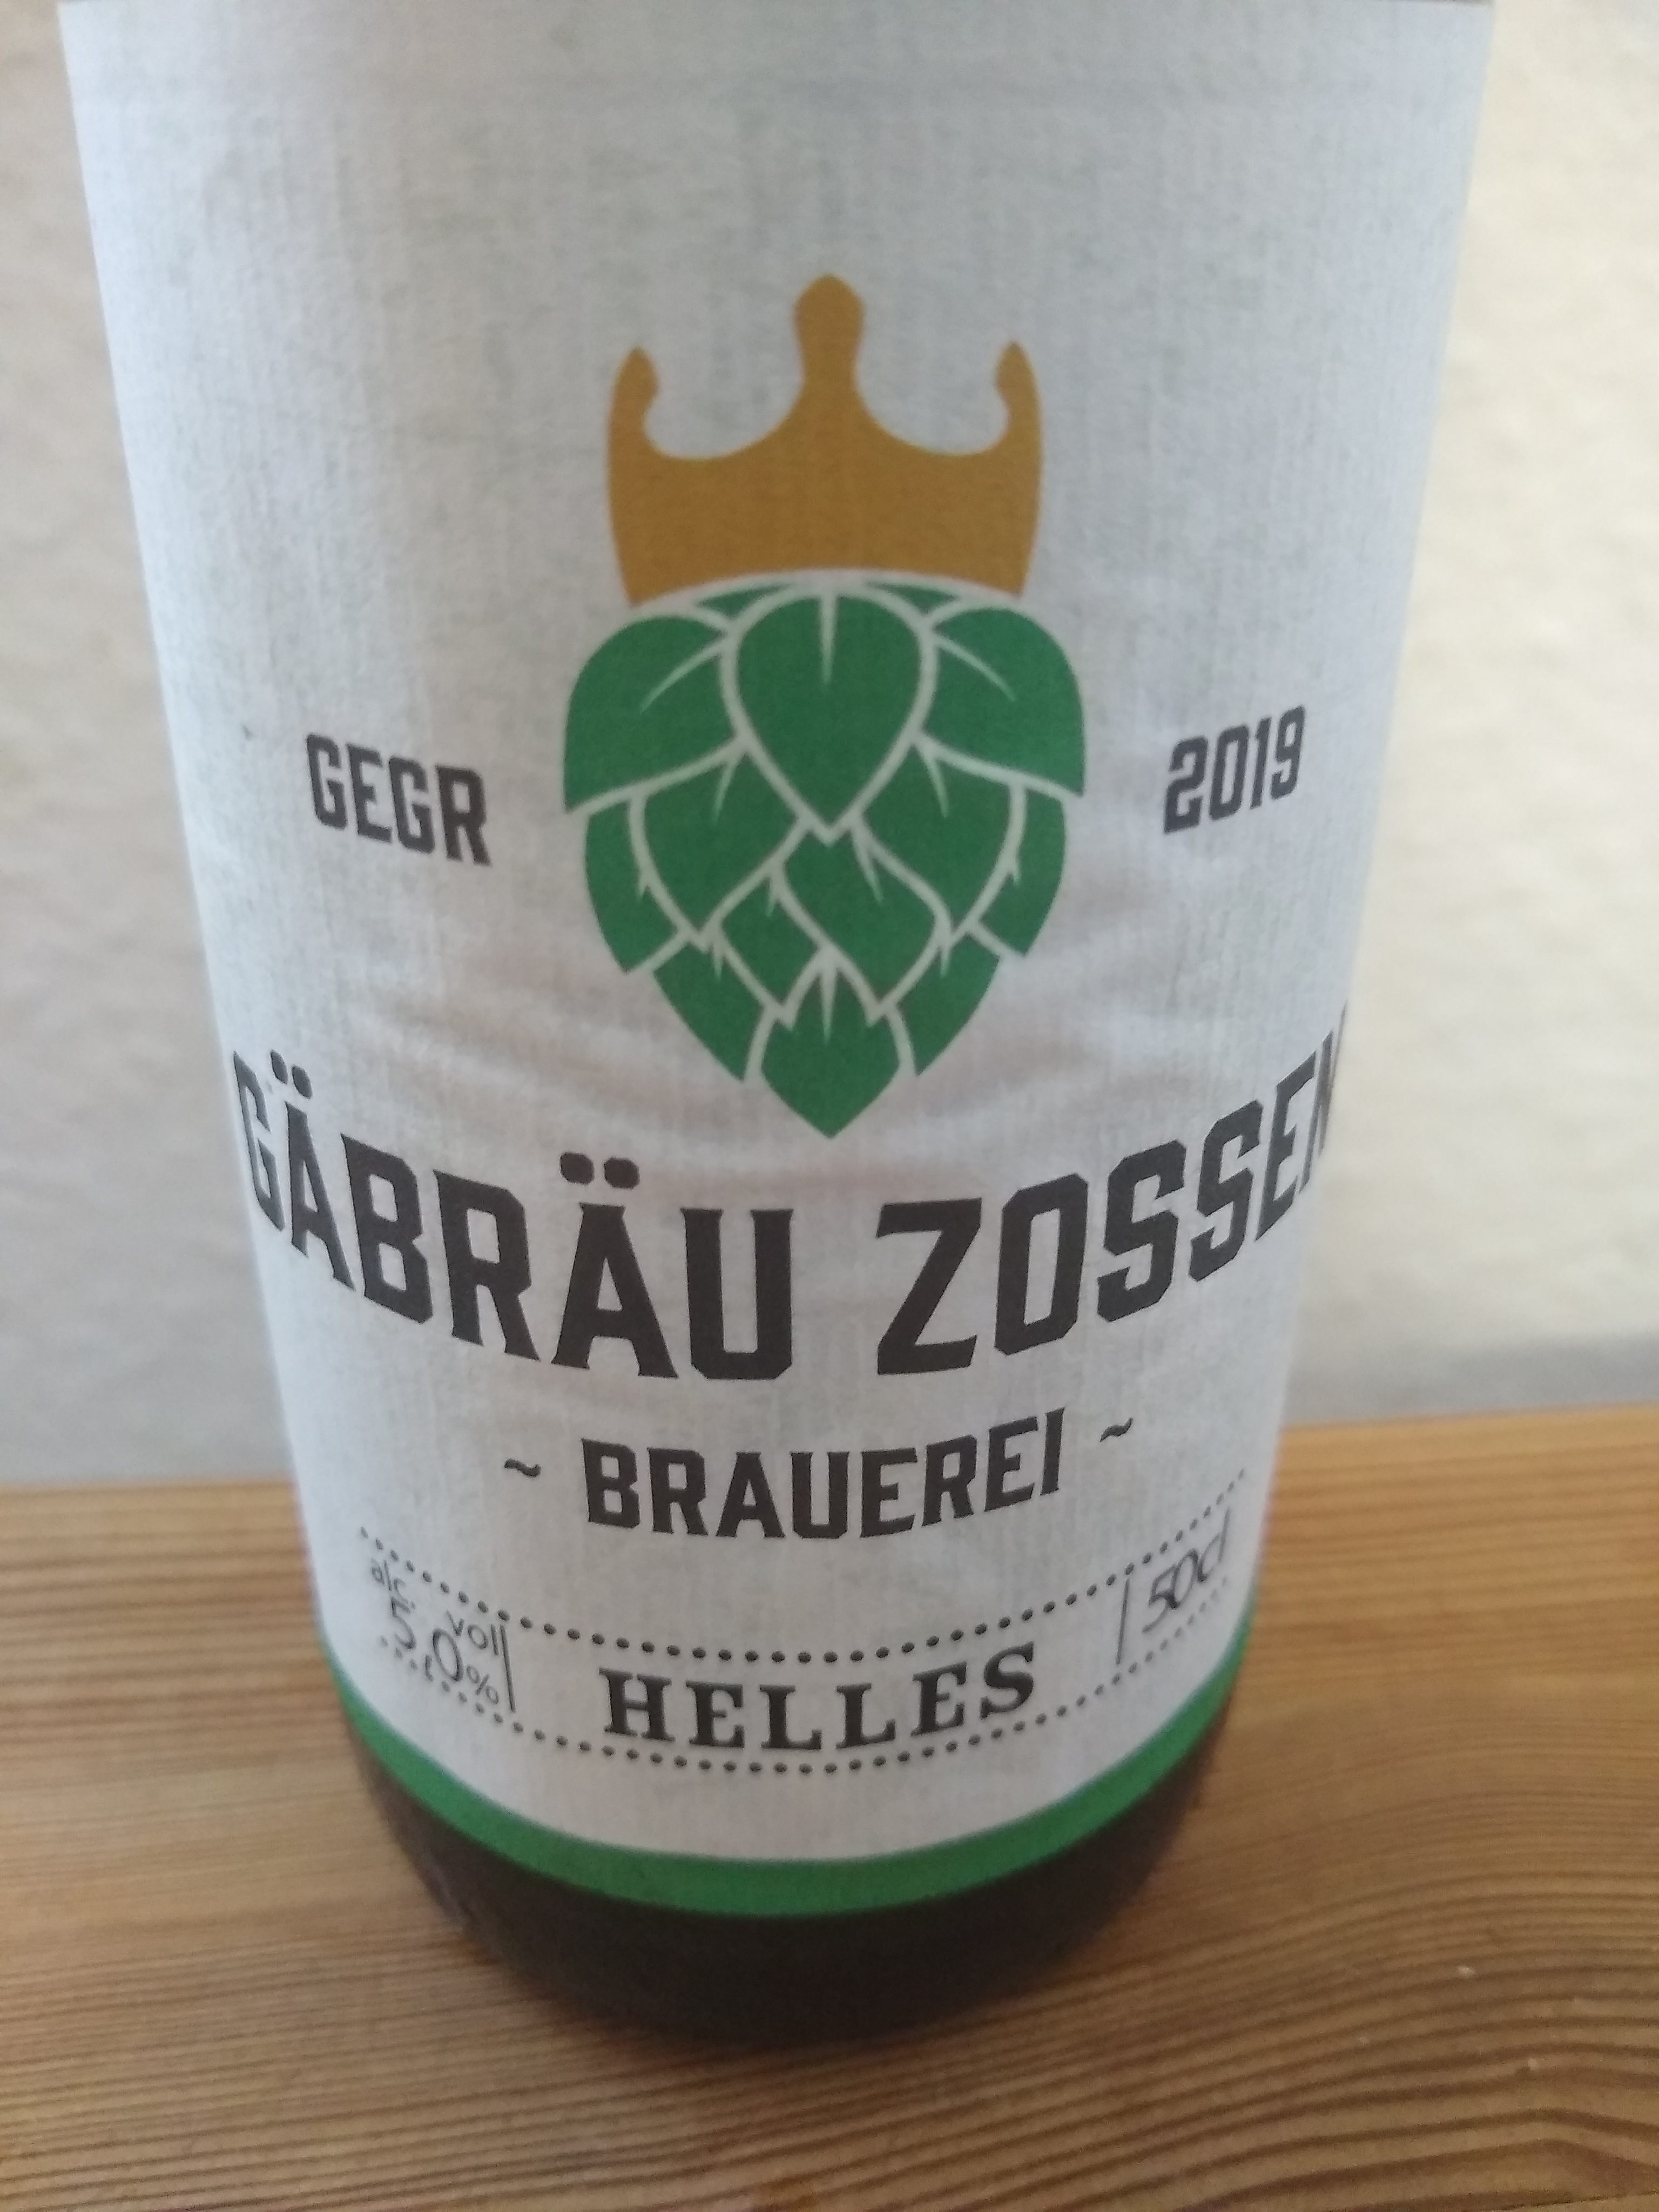 GEGR 2019
GÄBRÄU ZOSSEN
~ BRAUEREI ~
alc. 5,0% vol | HELLES | 50cl